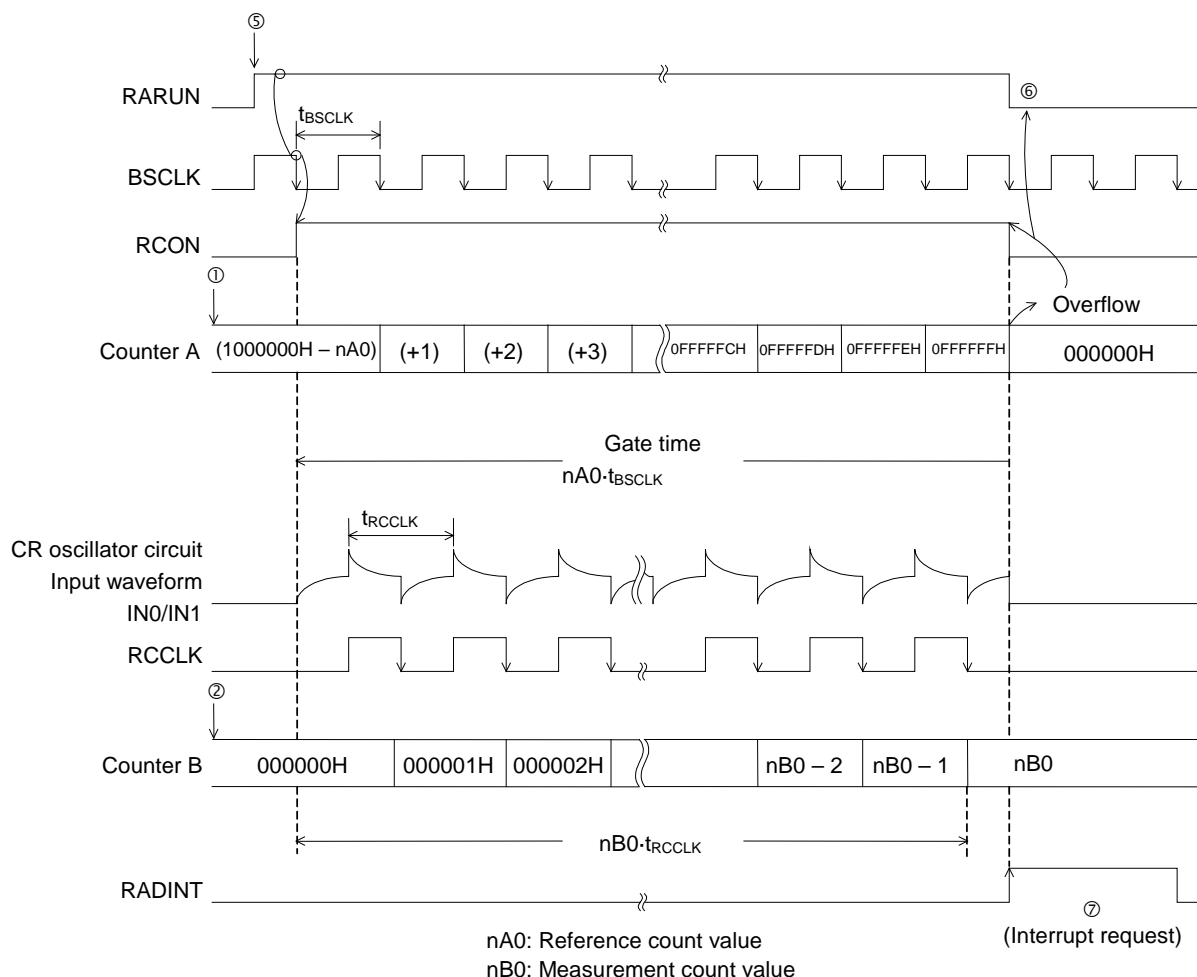 ⑤
RARUN
⑥
tBSCLK
BSCLK
RCON
①
Overflow
Counter A (1000000H – nA0) (+1) (+2) (+3) 0FFFFFCH 0FFFFFDH 0FFFFFEH 0FFFFFFH 000000H
Gate time
nA0·tBSCLK
tRCCLK
CR oscillator circuit
Input waveform
IN0/IN1
RCCLK
②
Counter B 000000H 000001H 000002H nB0 – 2 nB0 – 1 nB0
nB0·tRCCLK
RADINT
⑦
(Interrupt request)
nA0: Reference count value
nB0: Measurement count value